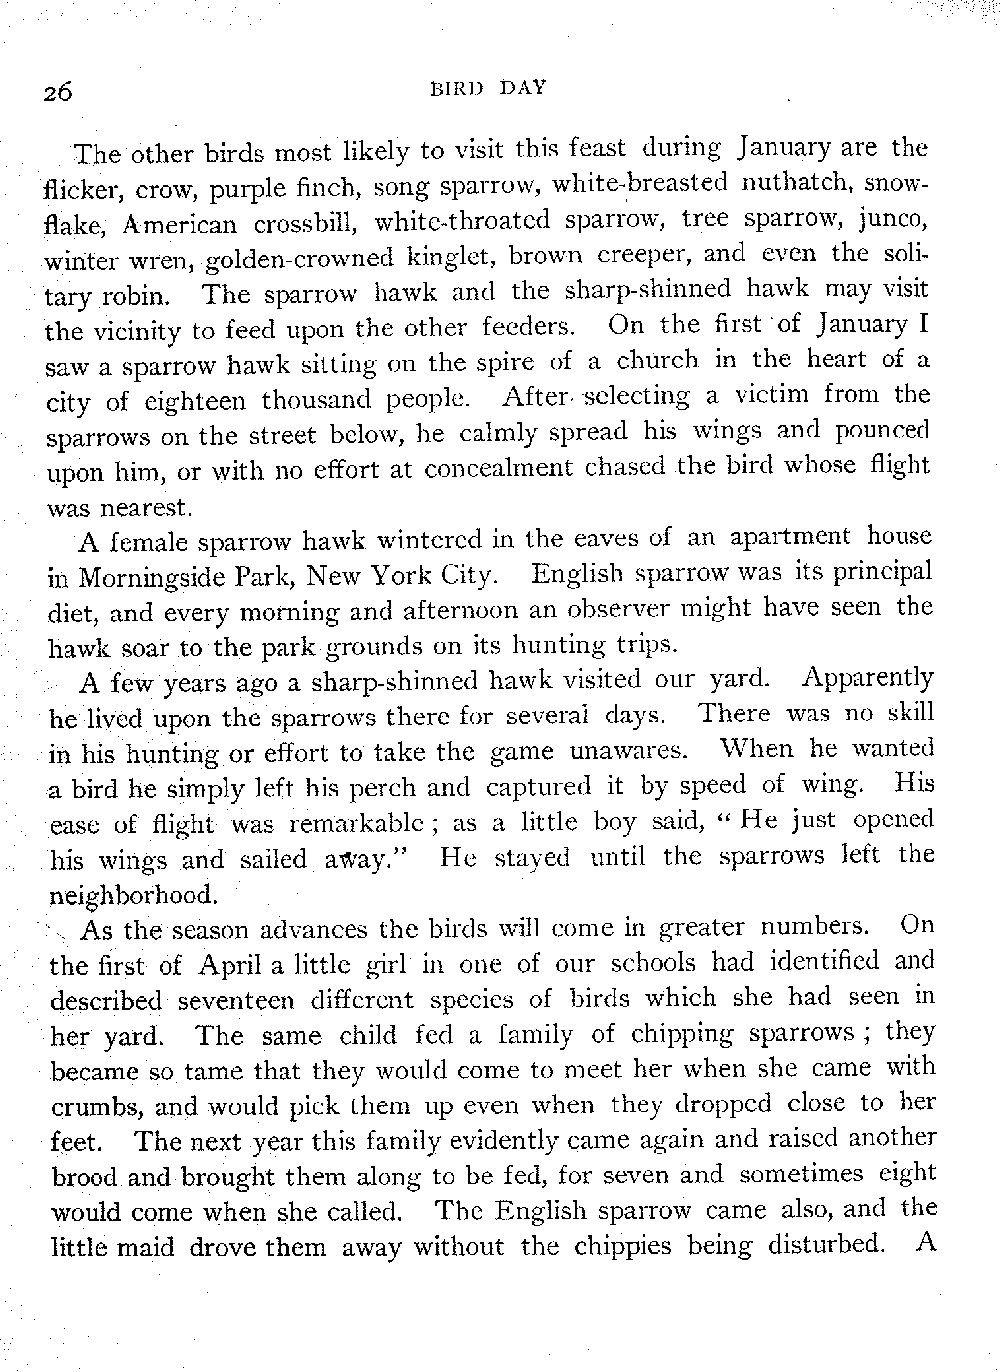 26 BIRD DAY
The other birds most likely to visit this feast during January are the
flicker, crow, purple finch, song sparrow, white-breasted nuthatch, snow-
flake, American crossbill, white-throated sparrow, tree sparrow, junco,
winter wren, golden-crowned kinglet, brown creeper, and even the soli-
tary robin. The sparrow hawk and the sharp-shinned hawk may visit
the vicinity to feed upon the other feeders. On the first of January I
saw a sparrow hawk sitting on the spire of a church in the heart of a
city of eighteen thousand people. After selecting a victim from the
sparrows on the street below, he calmly spread his wings and pounced
upon him, or with no effort at concealment chased the bird whose flight
was nearest.
A female sparrow hawk wintered in the eaves of an apartment house
in Morningside Park, New York City. English sparrow was its principal
diet, and every morning and afternoon an observer might have seen the
hawk soar to the park grounds on its hunting trips.
A few years ago a sharp-shinned hawk visited our yard. Apparently
he lived upon the sparrows there for several days. There was no skill
in his hunting or effort to take the game unawares. When he wanted
a bird he simply left his perch and captured it by speed of wing. His
ease of flight was remarkable; as a little boy said, “He just opened
his wings and sailed away.” He stayed until the sparrows left the
neighborhood.
As the season advances the birds will come in greater numbers. On
the first of April a little girl in one of our schools had identified and
described seventeen different species of birds which she had seen in
her yard. The same child fed a family of chipping sparrows; they
became so tame that they would come to meet her when she came with
crumbs, and would pick them up even when they dropped close to her
feet. The next year this family evidently came again and raised another
brood and brought them along to be fed, for seven and sometimes eight
would come when she called. The English sparrow came also, and the
little maid drove them away without the chippies being disturbed. A